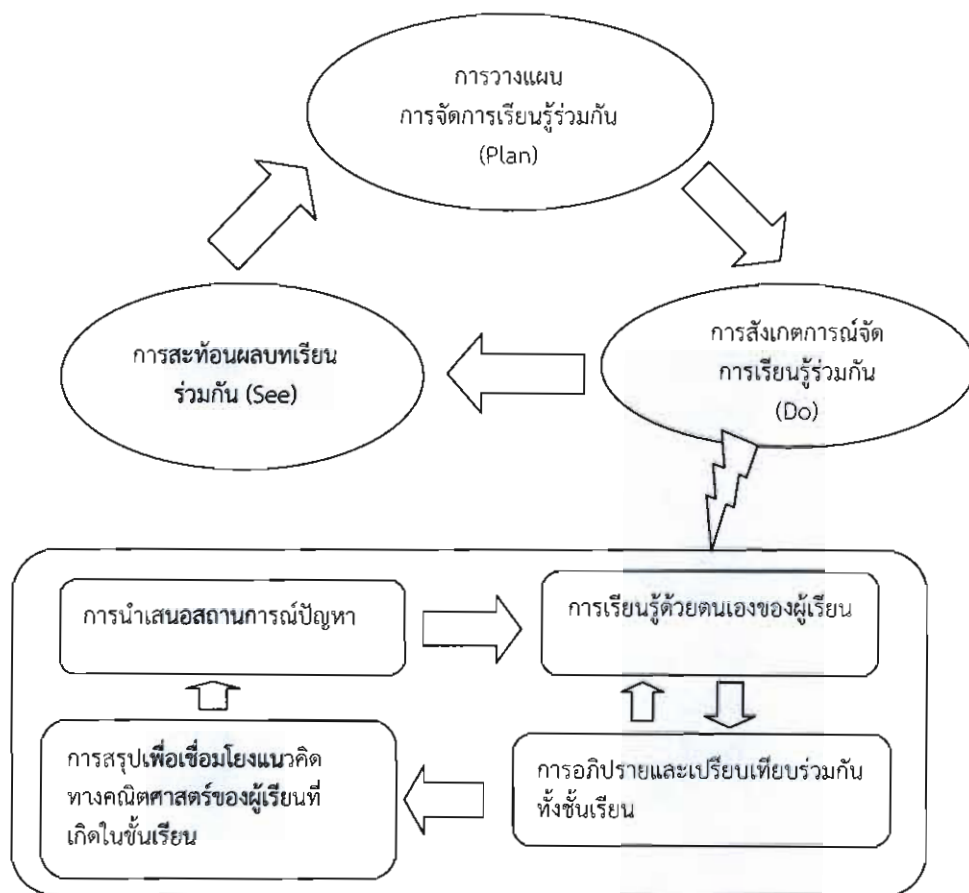 การวางแผน
การจัดการเรียนรู้ร่วมกัน
(Plan)
การสะท้อนผลบทเรียน
ร่วมกัน (See)
การสังเกตการณ์จัด
การเรียนรู้ร่วมกัน
(Do)
การนำเสนอสถานการณ์ปัญหา
การเรียนรู้ด้วยตนเองของผู้เรียน
การสรุปเพื่อเชื่อมโยงแนวคิด
ทางคณิตศาสตร์ของผู้เรียนที่
เกิดในชั้นเรียน
การอภิปรายและเปรียบเทียบร่วมกัน
ทั้งชั้นเรียน